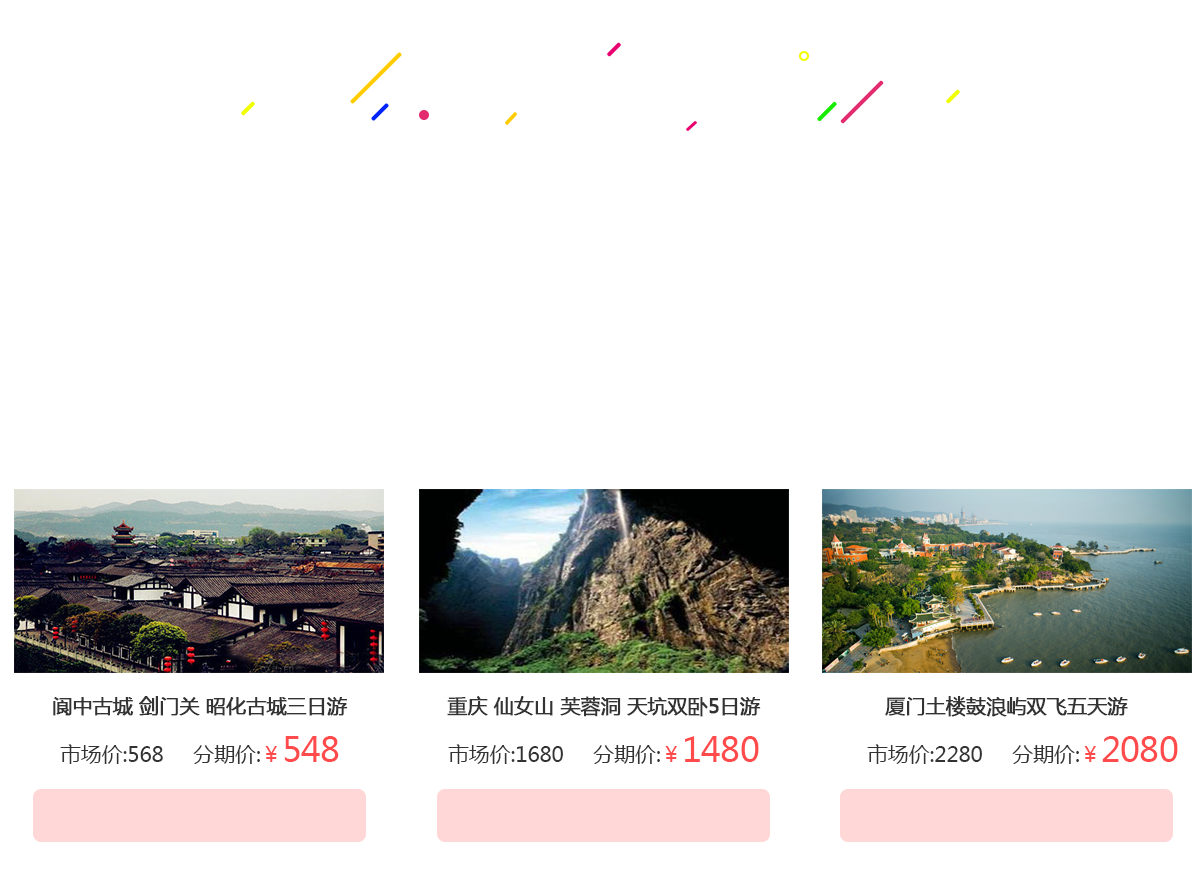 阆中古城 剑门关 昭化古城三日游
市场价:568 分期价:¥548
重庆 仙女山 芙蓉洞 天坑双卧5日游
市场价:1680 分期价:¥1480
厦门土楼鼓浪屿双飞五天游
市场价:2280 分期价:¥2080